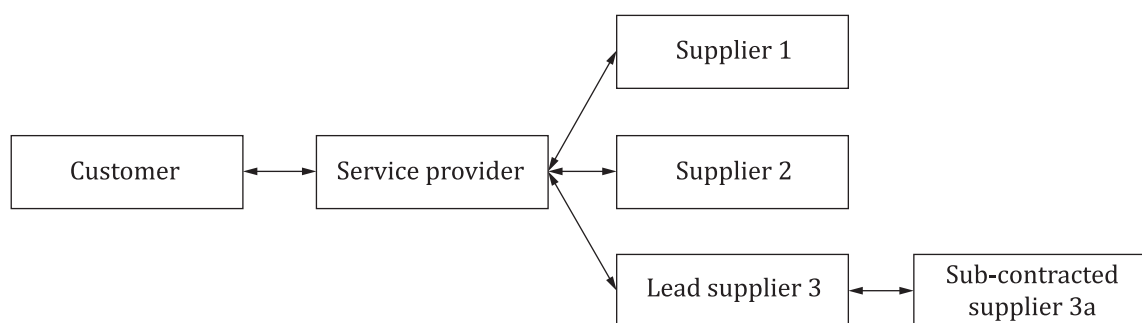 Supplier 1
Customer
Service provider
Supplier 2
Lead supplier 3
Sub-contracted
supplier 3a